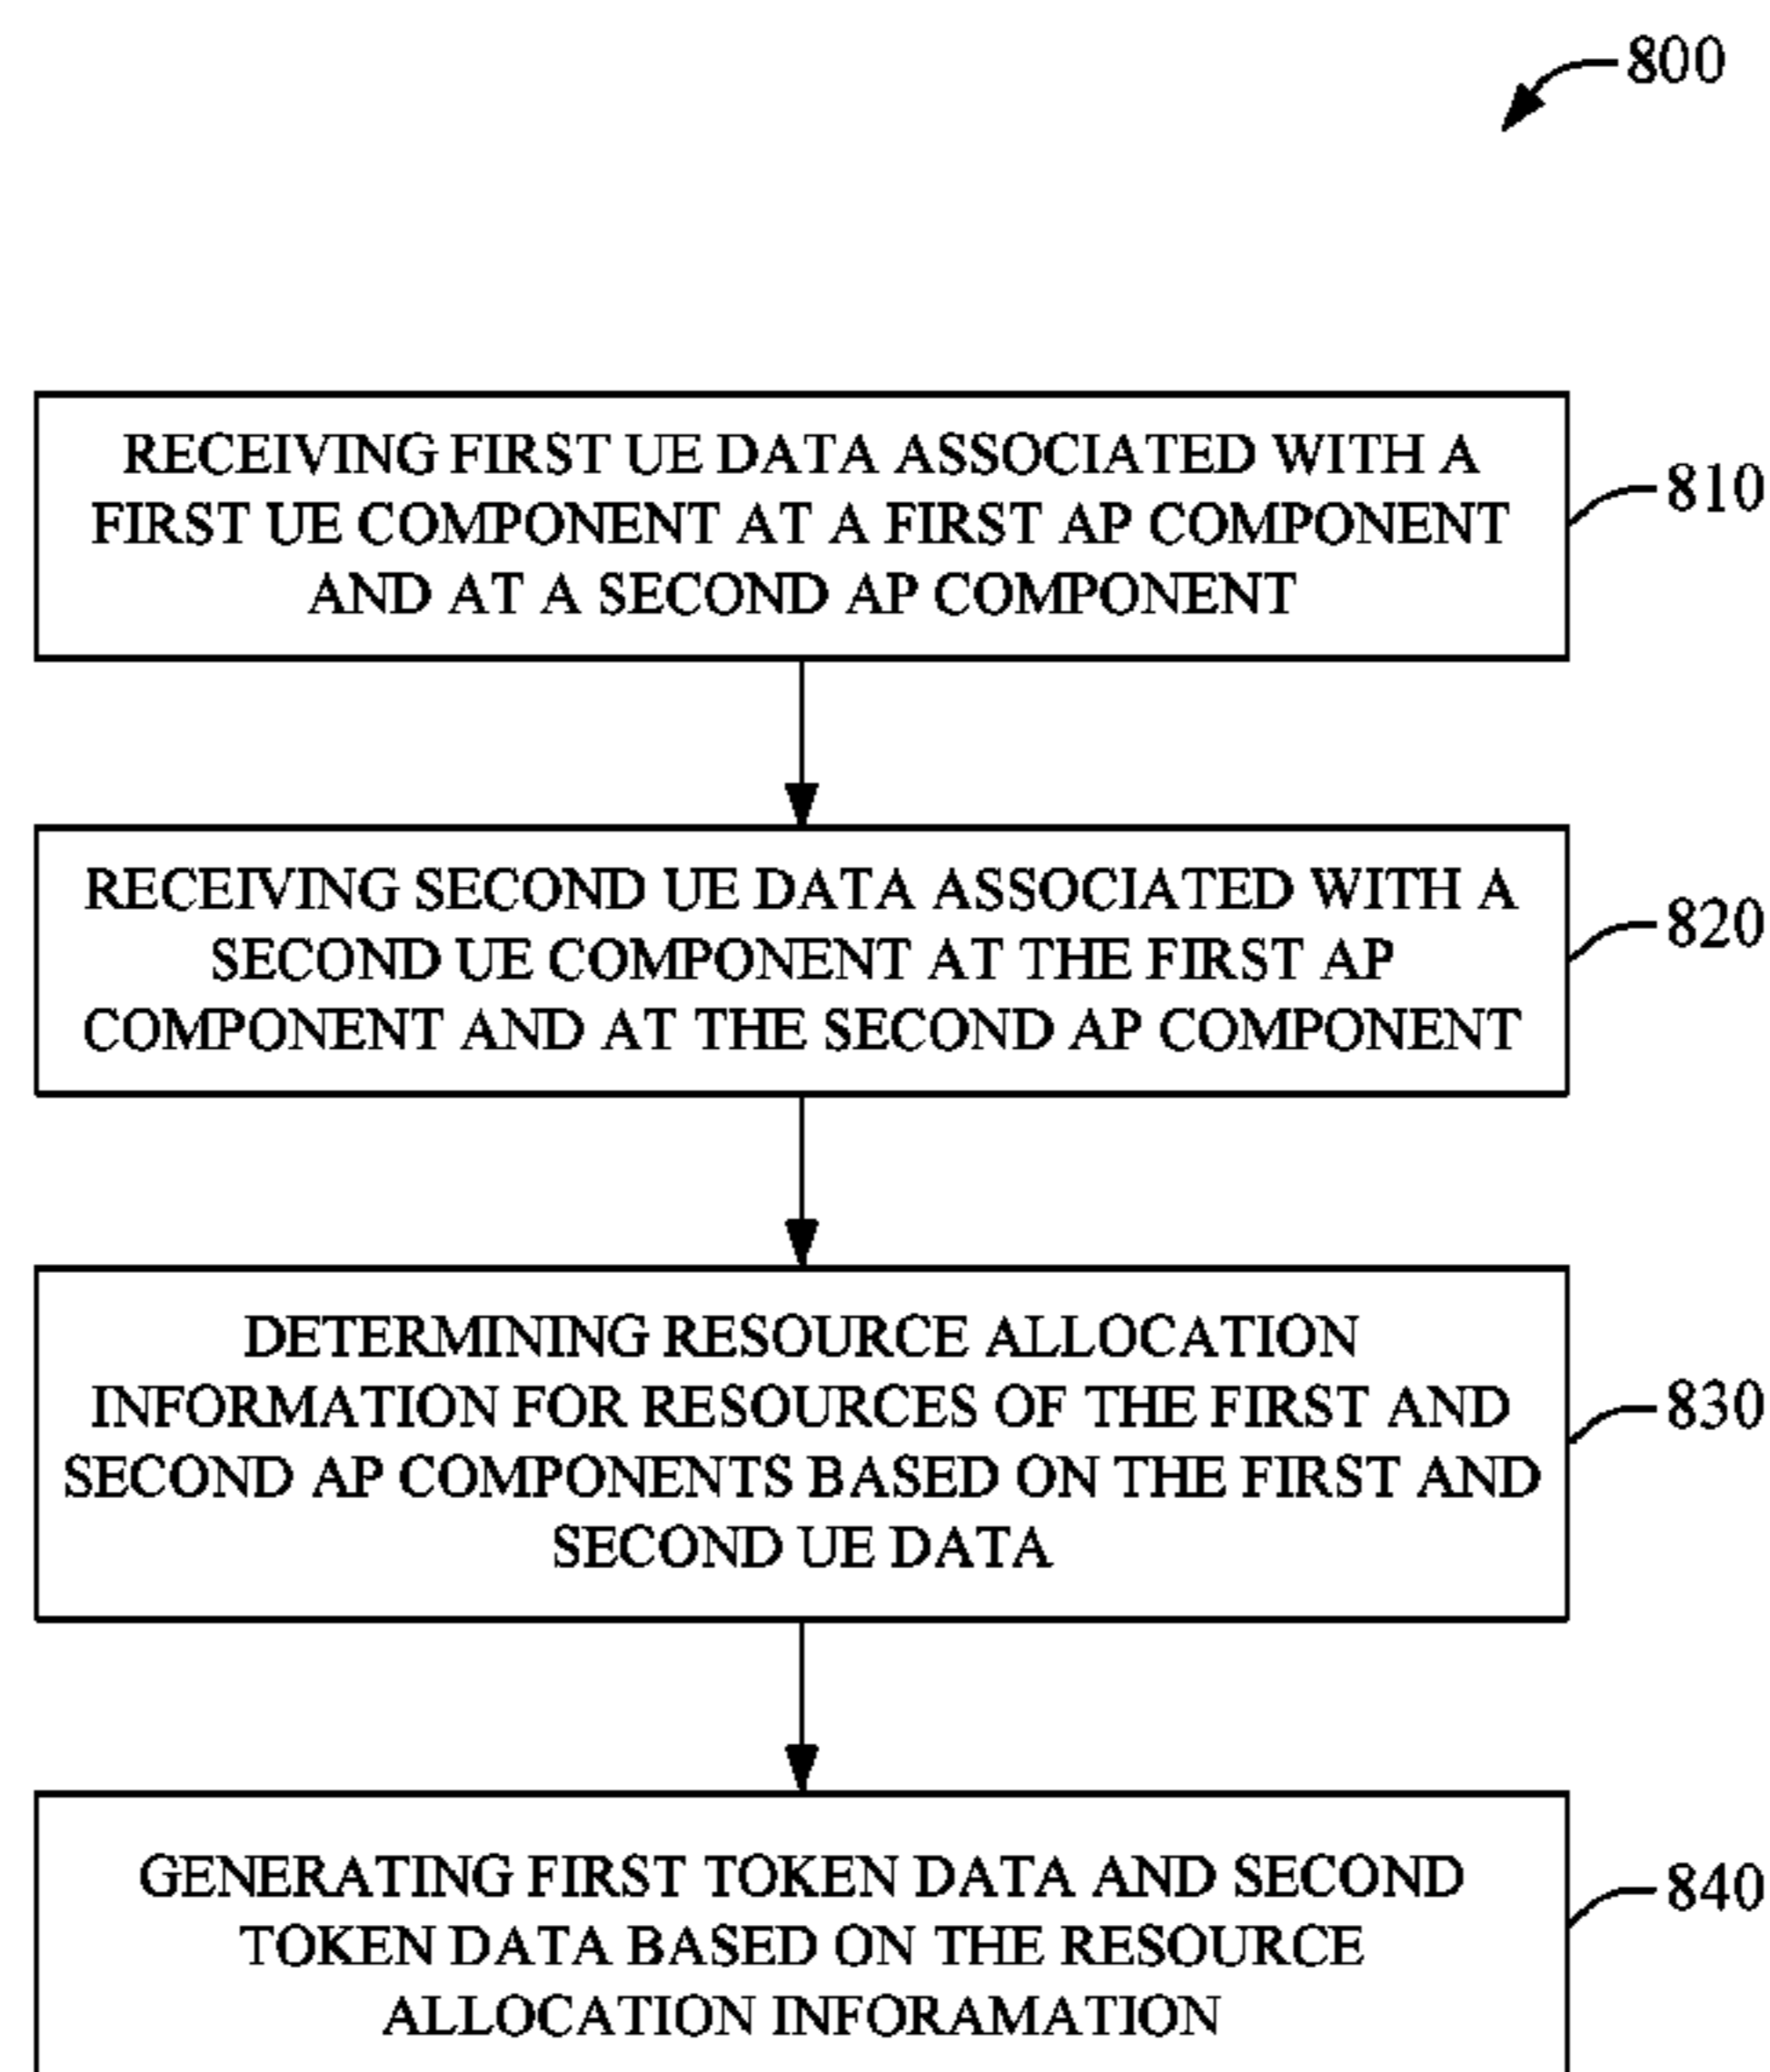 800
RECEIVING FIRST UE DATA ASSOCIATED WITH A
FIRST UE COMPONENT AT A FIRST AP COMPONENT
AND AT A SECOND AP COMPONENT
810
RECEIVING SECOND UE DATA ASSOCIATED WITH A
SECOND UE COMPONENT AT THE FIRST AP
COMPONENT AND AT THE SECOND AP COMPONENT
820
DETERMINING RESOURCE ALLOCATION
INFORMATION FOR RESOURCES OF THE FIRST AND
SECOND AP COMPONENTS BASED ON THE FIRST AND
SECOND UE DATA
830
GENERATING FIRST TOKEN DATA AND SECOND
TOKEN DATA BASED ON THE RESOURCE
ALLOCATION INFORAMATION
840